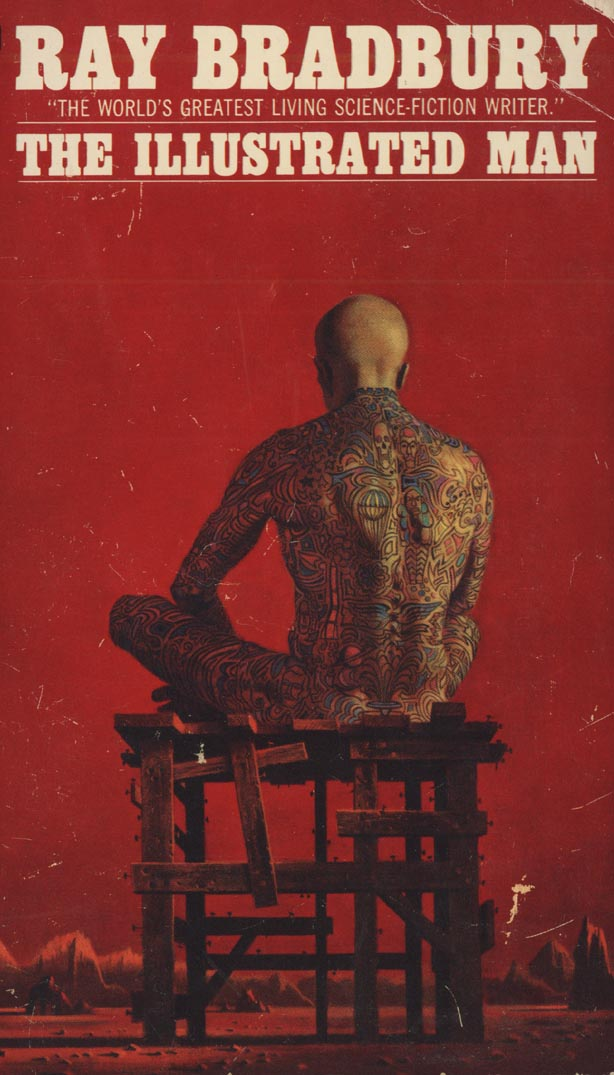 RAY BRADBURY
"THE WORLD'S GREATEST LIVING SCIENCE-FICTION WRITER."
THE ILLUSTRATED MAN